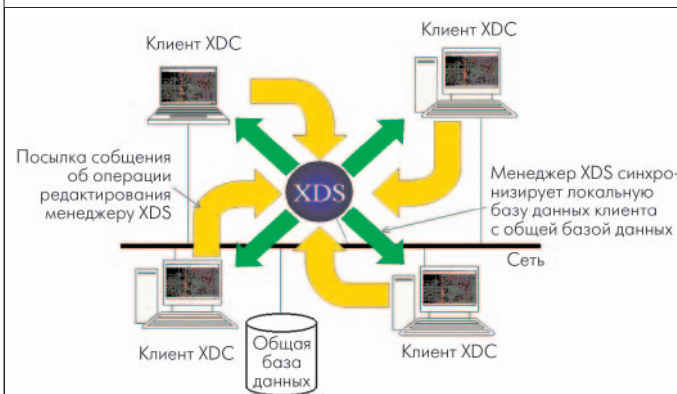 Клиент XDC
Клиент XDC
Посылка собщения
об операции
редактирования
менеджеру XDS
XDS
Менеджер XDS синхро-
низирует локальную
базу данных клиента
с общей базой данных
Сеть
Клиент XDC
Общая
база
данных
Клиент XDC